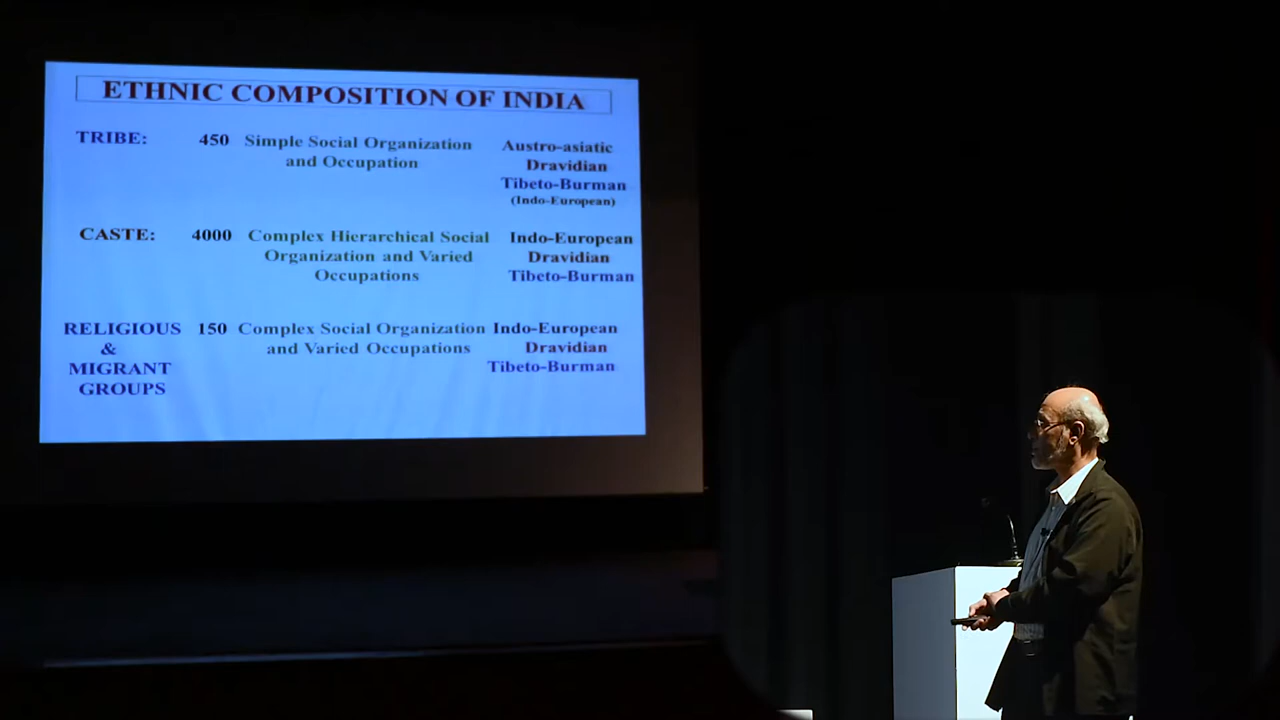 ETHNIC COMPOSITION OF INDIA
TRIBE: 450 Simple Social Organization Austro-asiatic
and Occupation Dravidian
Tibeto-Burman
(Indo-European)
CASTE: 4000 Complex Hierarchical Social Indo-European
Organization and Varied Dravidian
Occupations Tibeto-Burman
RELIGIOUS 150 Complex Social Organization Indo-European
& and Varied Occupations Dravidian
MIGRANT Tibeto-Burman
GROUPS